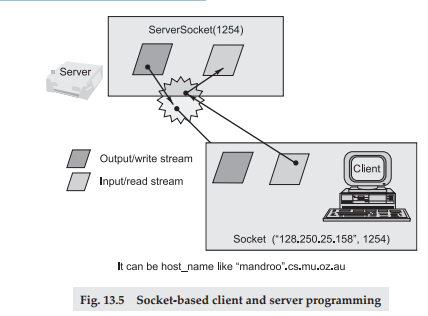 ServerSocket(1254)
Server
Output/write stream
Input/read stream
Client
Socket ("128.250.25.158", 1254)
It can be host_name like "mandroo".cs.mu.oz.au
Fig. 13.5 Socket-based client and server programming